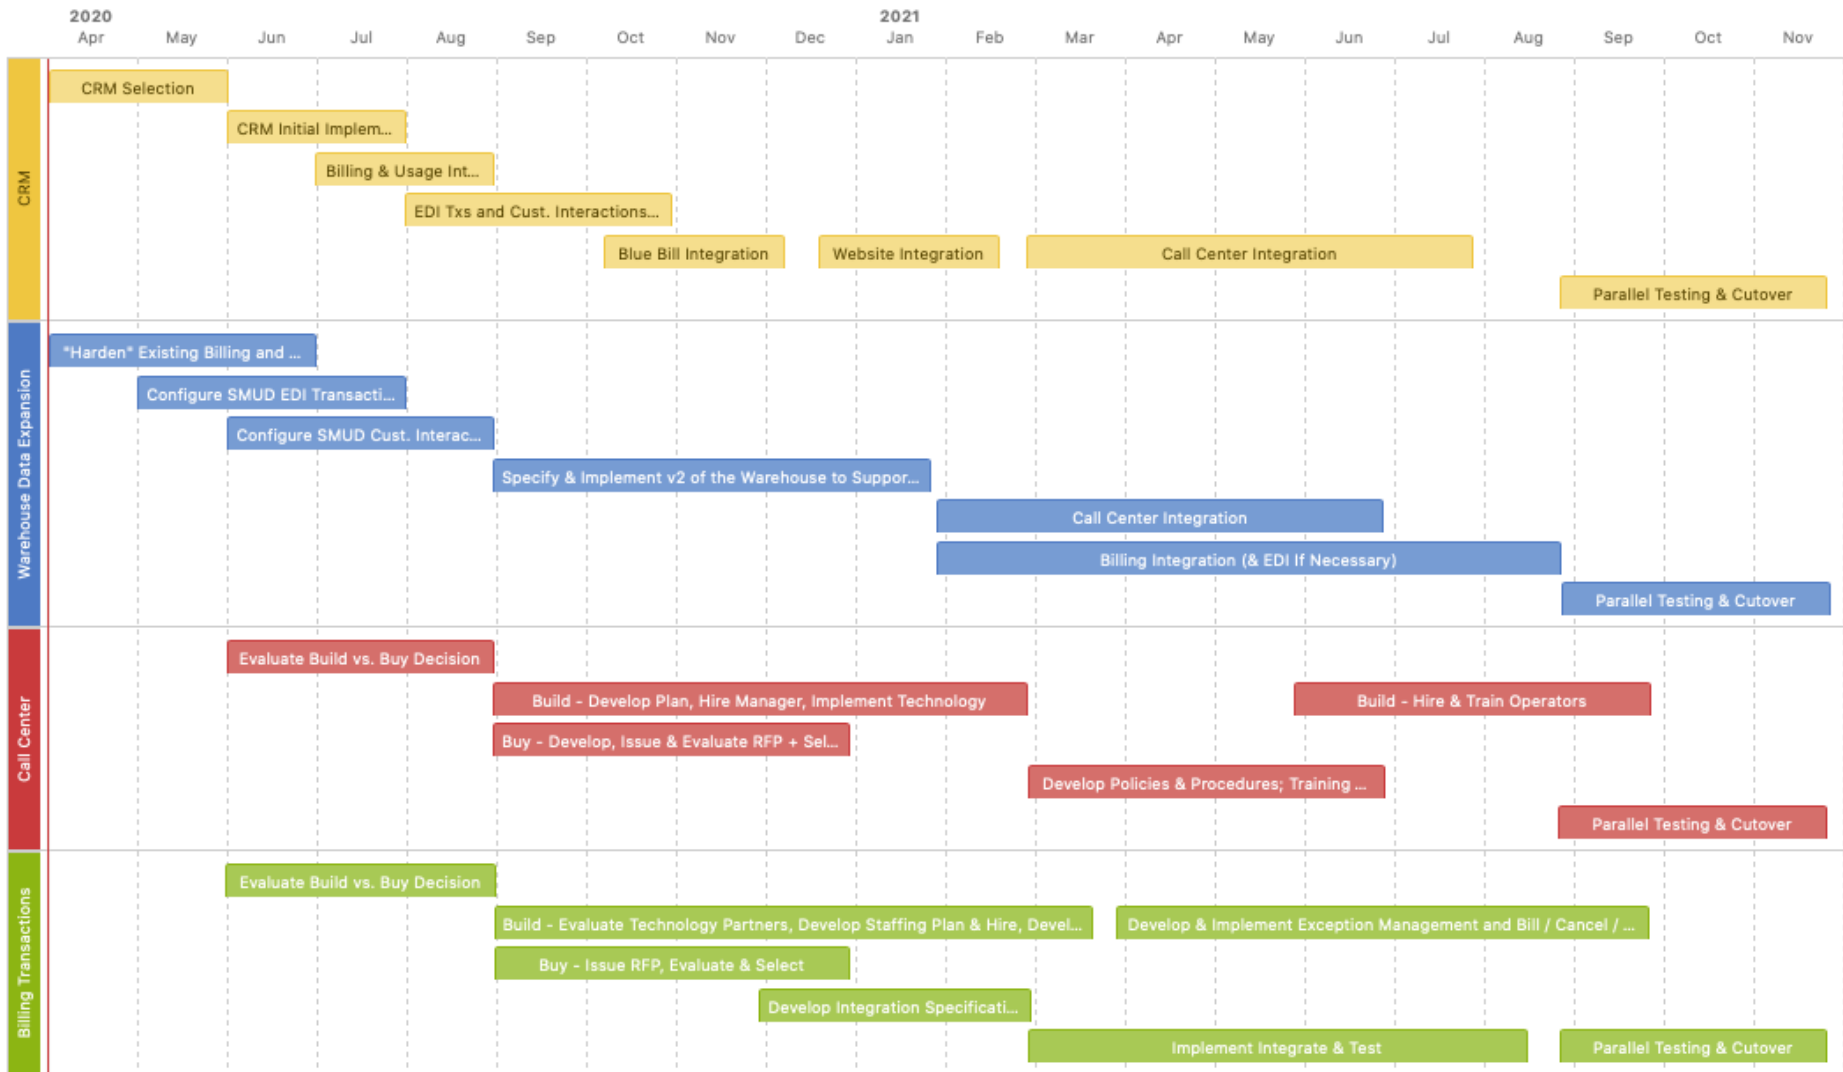 2020 2021
Apr May Jun Jul Aug Sep Oct Nov Dec Jan Feb Mar Apr May Jun Jul Aug Sep Oct Nov
CRM
CRM Selection
CRM Initial Implem...
Billing & Usage Int...
EDI Txs and Cust. Interactions...
Blue Bill Integration Website Integration Call Center Integration
Parallel Testing & Cutover
Warehouse Data Expansion
*Harden* Existing Billing and ...
Configure SMUD EDI Transacti...
Configure SMUD Cust. Interac...
Specify & Implement v2 of the Warehouse to Suppor...
Call Center Integration
Billing Integration (& EDI If Necessary)
Parallel Testing & Cutover
Call Center
Evaluate Build vs. Buy Decision
Build - Develop Plan, Hire Manager, Implement Technology Build - Hire & Train Operators
Buy - Develop, Issue & Evaluate RFP + Sel...
Develop Policies & Procedures; Training ...
Parallel Testing & Cutover
Billing Transactions
Evaluate Build vs. Buy Decision
Build - Evaluate Technology Partners, Develop Staffing Plan & Hire, Devel... Develop & Implement Exception Management and Bill / Cancel / ...
Buy - Issue RFP, Evaluate & Select
Develop Integration Specificati...
Implement Integrate & Test Parallel Testing & Cutover